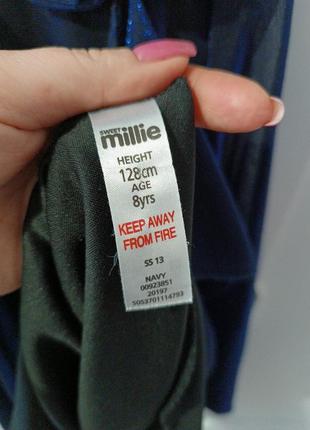 SWEET
millie
HEIGHT
128cm
AGE
8yrs
KEEP AWAY
FROM FIRE
SS 13
NAVY
00923851
20197
5053701114793